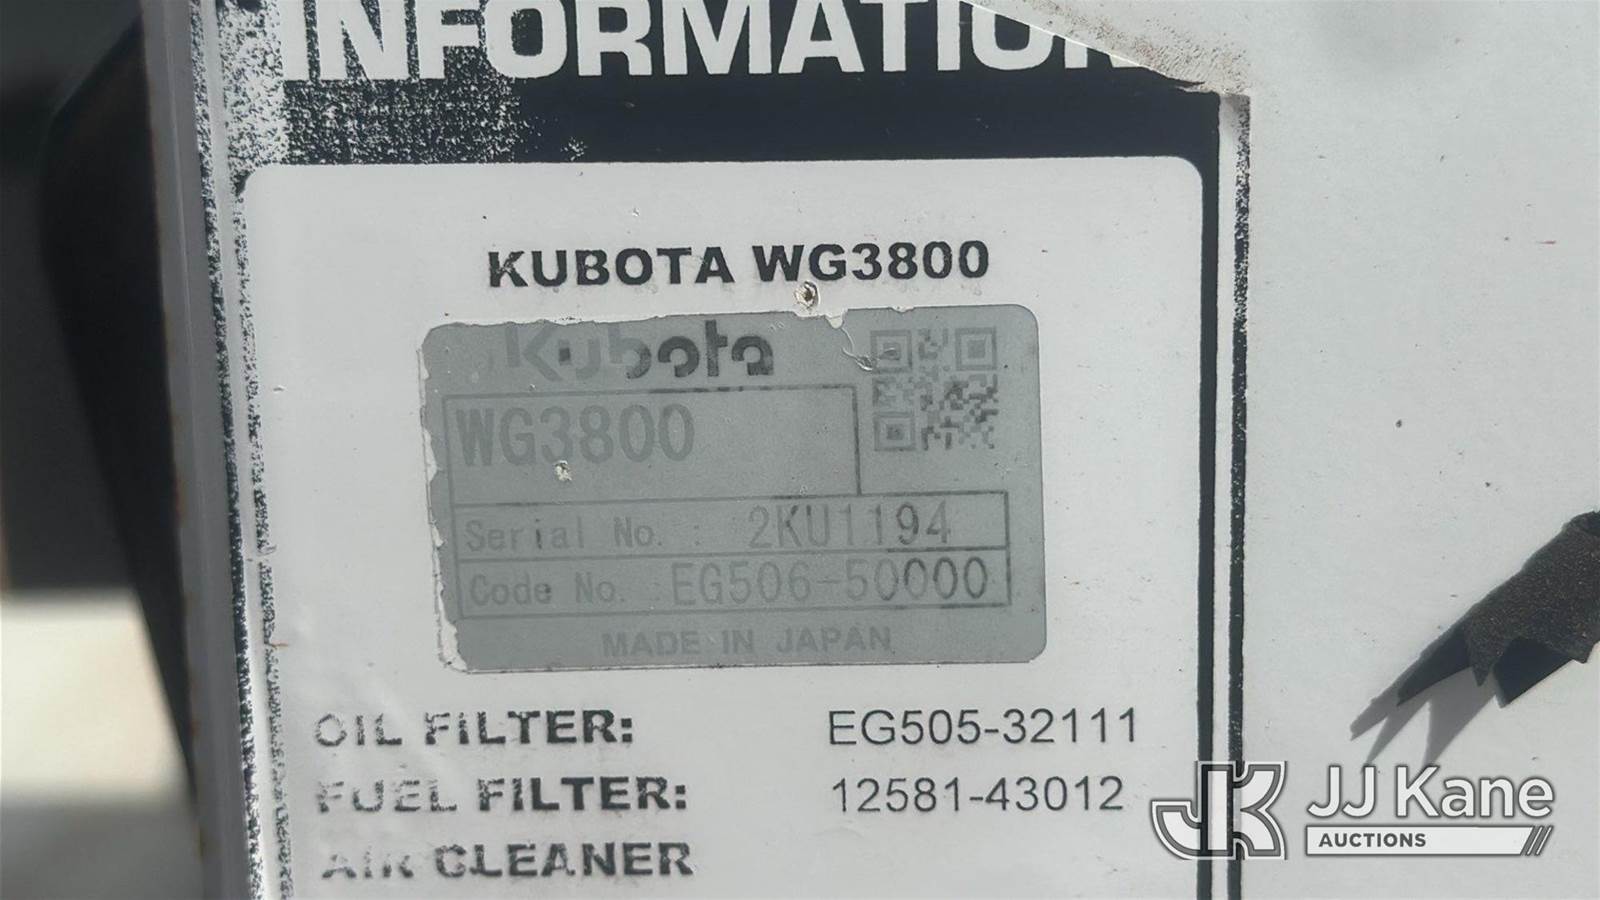 INFORMATION
KUBOTA WG3800
Kubota
WG3800
Serial No. : 2KU1194
Code No. :EG506-50000
MADE IN JAPAN
OIL FILTER: EG505-32111
FUEL FILTER: 12581-43012
AIR CLEANER
JK JJ Kane
AUCTIONS